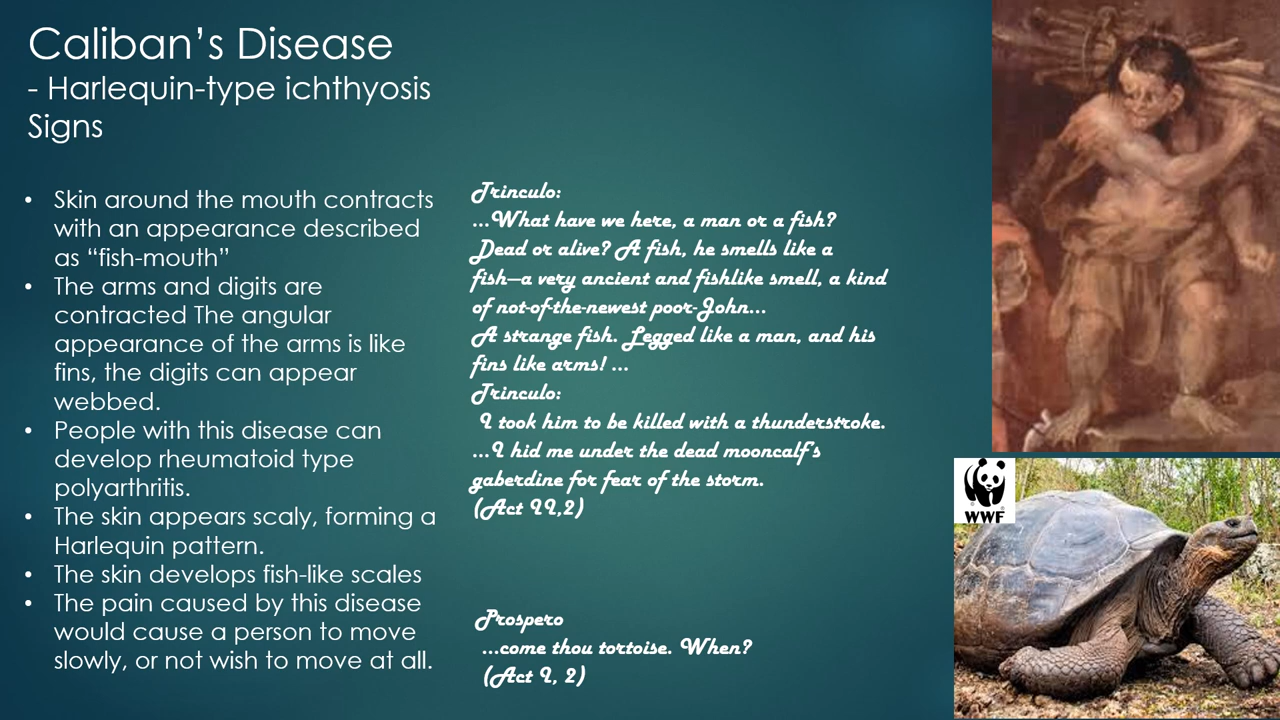 Caliban's Disease
- Harlequin-type ichthyosis
Signs
• Skin around the mouth contracts
with an appearance described
as “fish-mouth”
• The arms and digits are
contracted The angular
appearance of the arms is like
fins, the digits can appear
webbed.
• People with this disease can
develop rheumatoid type
polyarthritis.
• The skin appears scaly, forming a
Harlequin pattern.
• The skin develops fish-like scales
• The pain caused by this disease
would cause a person to move
slowly, or not wish to move at all.
Trinculo:
...What have we here, a man or a fish?
Dead or alive? A fish, he smells like a
fish—a very ancient and fishlike smell, a kind
of not-of-the-newest poor-John...
A strange fish. Legged like a man, and his
fins like arms! ...
Trinculo:
I took him to be killed with a thunderstroke.
...I hid me under the dead mooncalf's
gaberdine for fear of the storm.
(Act II,2)
Prospero
...come thou tortoise. When?
(Act I, 2)
WWF